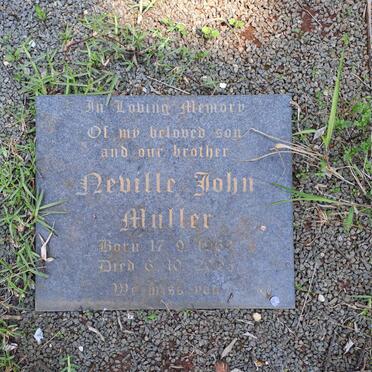 In Loving Memory
Of my beloved son
and our brother
Neville John
Muller
Born 17.9.
Died 6.10.
We miss you